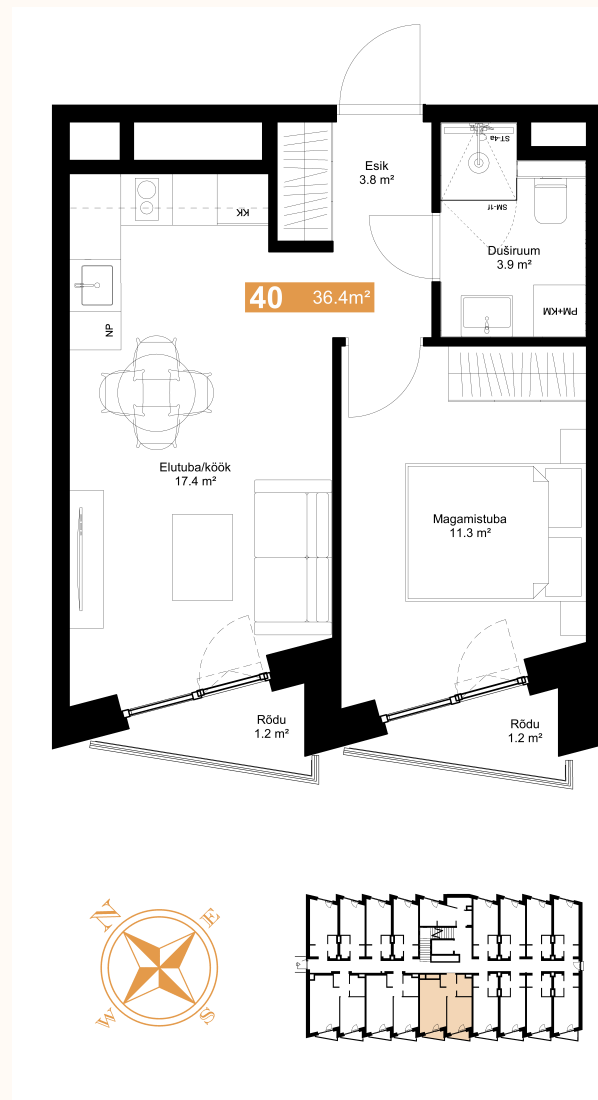 ST-4a
Esik
3.8 m²
KK
SM-1f
Duširuum
3.9 m²
40 36.4m²
PM+KM
NP
Elutuba/köök
17.4 m²
Magamistuba
11.3 m²
Rõdu
1.2 m²
Rõdu
1.2 m²
N
E
W
S